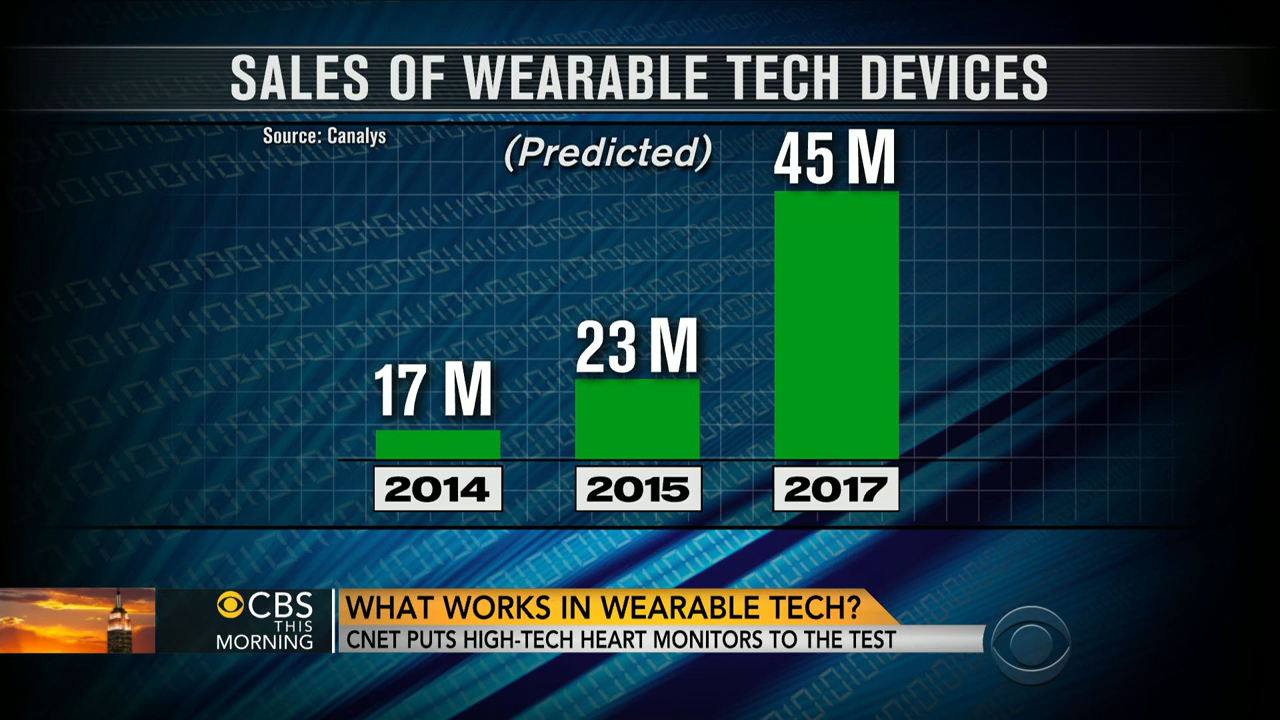 SALES OF WEARABLE TECH DEVICES
Source: Canalys
(Predicted)
45 M
23 M
17 M
2014
2015
2017
CBS
THIS
MORNING
WHAT WORKS IN WEARABLE TECH?
CNET PUTS HIGH-TECH HEART MONITORS TO THE TEST